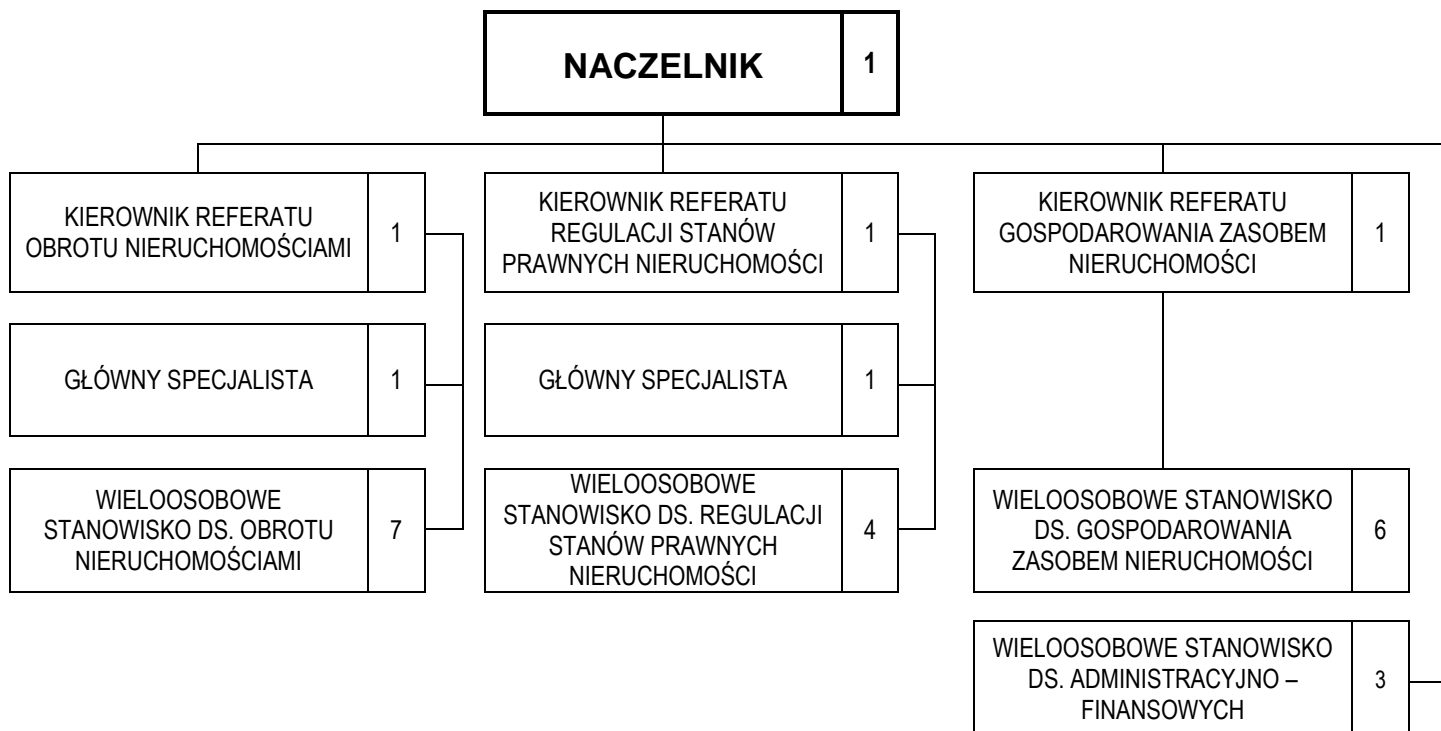 NACZELNIK 1
KIEROWNIK REFERATU
OBROTU NIERUCHOMOŚCIAMI
1
KIEROWNIK REFERATU
REGULACJI STANÓW
PRAWNYCH NIERUCHOMOŚCI
1
KIEROWNIK REFERATU
GOSPODAROWANIA ZASOBEM
NIERUCHOMOŚCI
1
GŁÓWNY SPECJALISTA 1
GŁÓWNY SPECJALISTA 1
WIELOOSOBOWE
STANOWISKO DS. OBROTU
NIERUCHOMOŚCIAMI
7
WIELOOSOBOWE
STANOWISKO DS. REGULACJI
STANÓW PRAWNYCH
NIERUCHOMOŚCI
4
WIELOOSOBOWE STANOWISKO
DS. GOSPODAROWANIA
ZASOBEM NIERUCHOMOŚCI
6
WIELOOSOBOWE STANOWISKO
DS. ADMINISTRACYJNO –
FINANSOWYCH
3